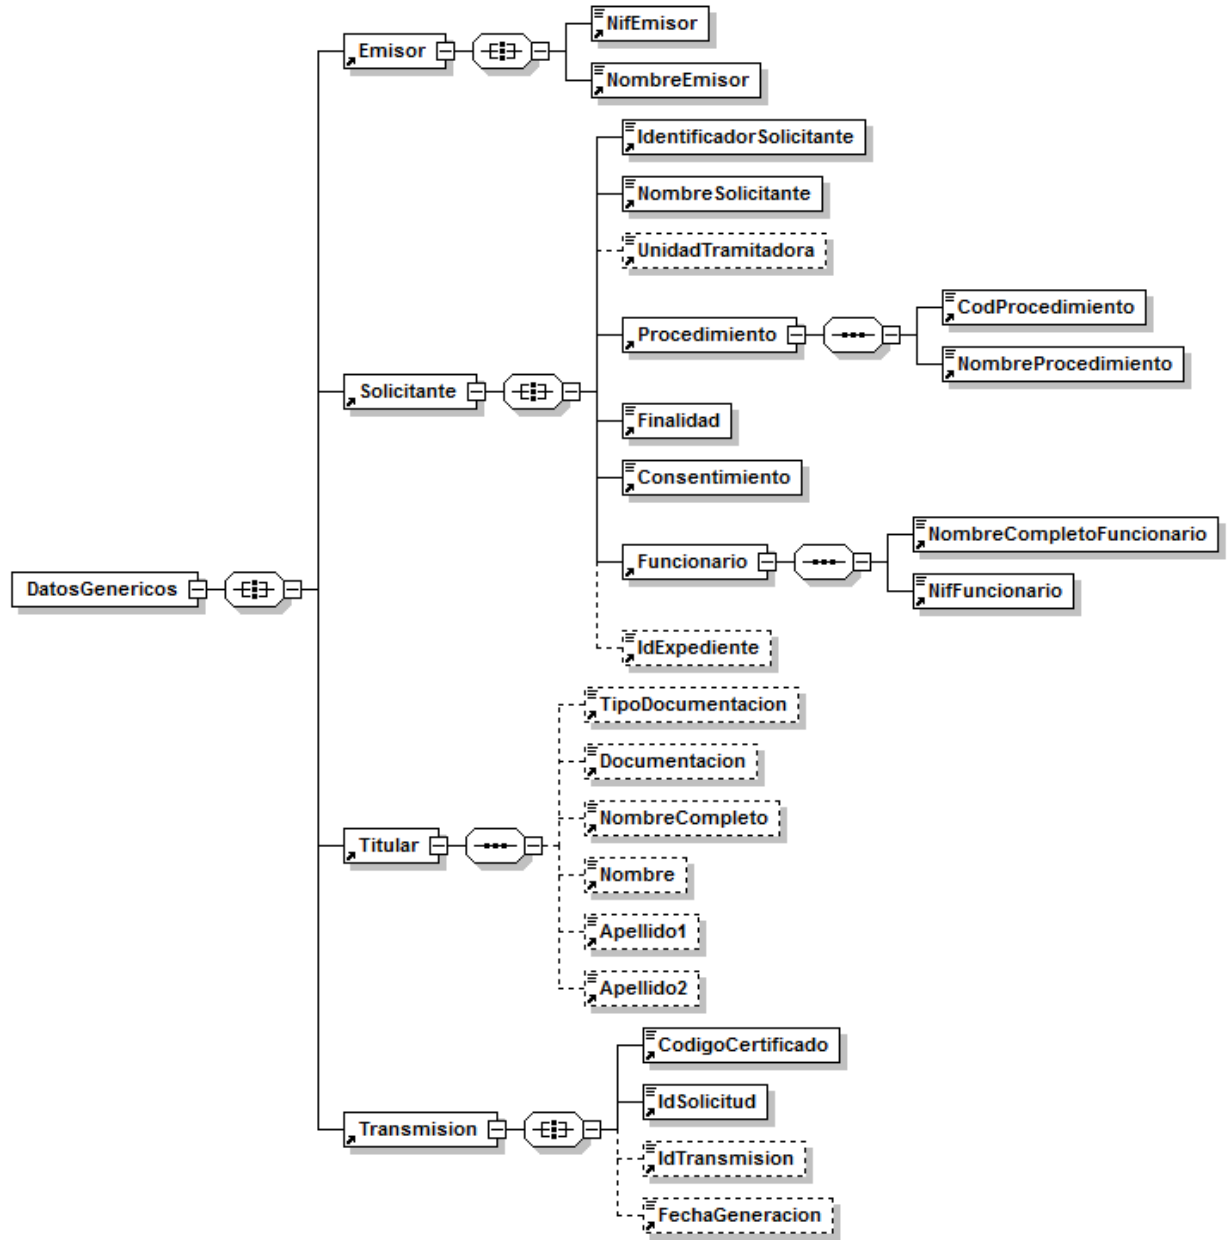 NifEmisor
Emisor
NombreEmisor
IdentificadorSolicitante
NombreSolicitante
UnidadTramitadora
CodProcedimiento
Procedimiento
NombreProcedimiento
Solicitante
Finalidad
Consentimiento
NombreCompletoFuncionario
Funcionario
DatosGenericos
NifFuncionario
IdExpediente
TipoDocumentacion
Documentacion
NombreCompleto
Titular
Nombre
Apellido1
Apellido2
CodigoCertificado
IdSolicitud
Transmision
IdTransmision
FechaGeneracion